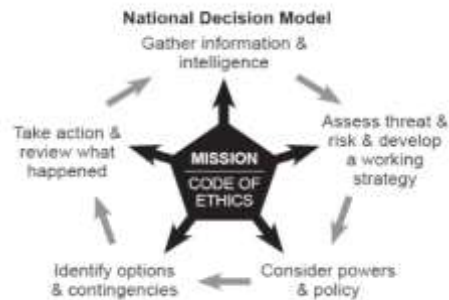 National Decision Model
Gather information &
intelligence
Assess threat &
risk & develop
a working
strategy
Consider powers
& policy
Identify options
& contingencies
Take action &
review what
happened
MISSION
CODE OF
ETHICS